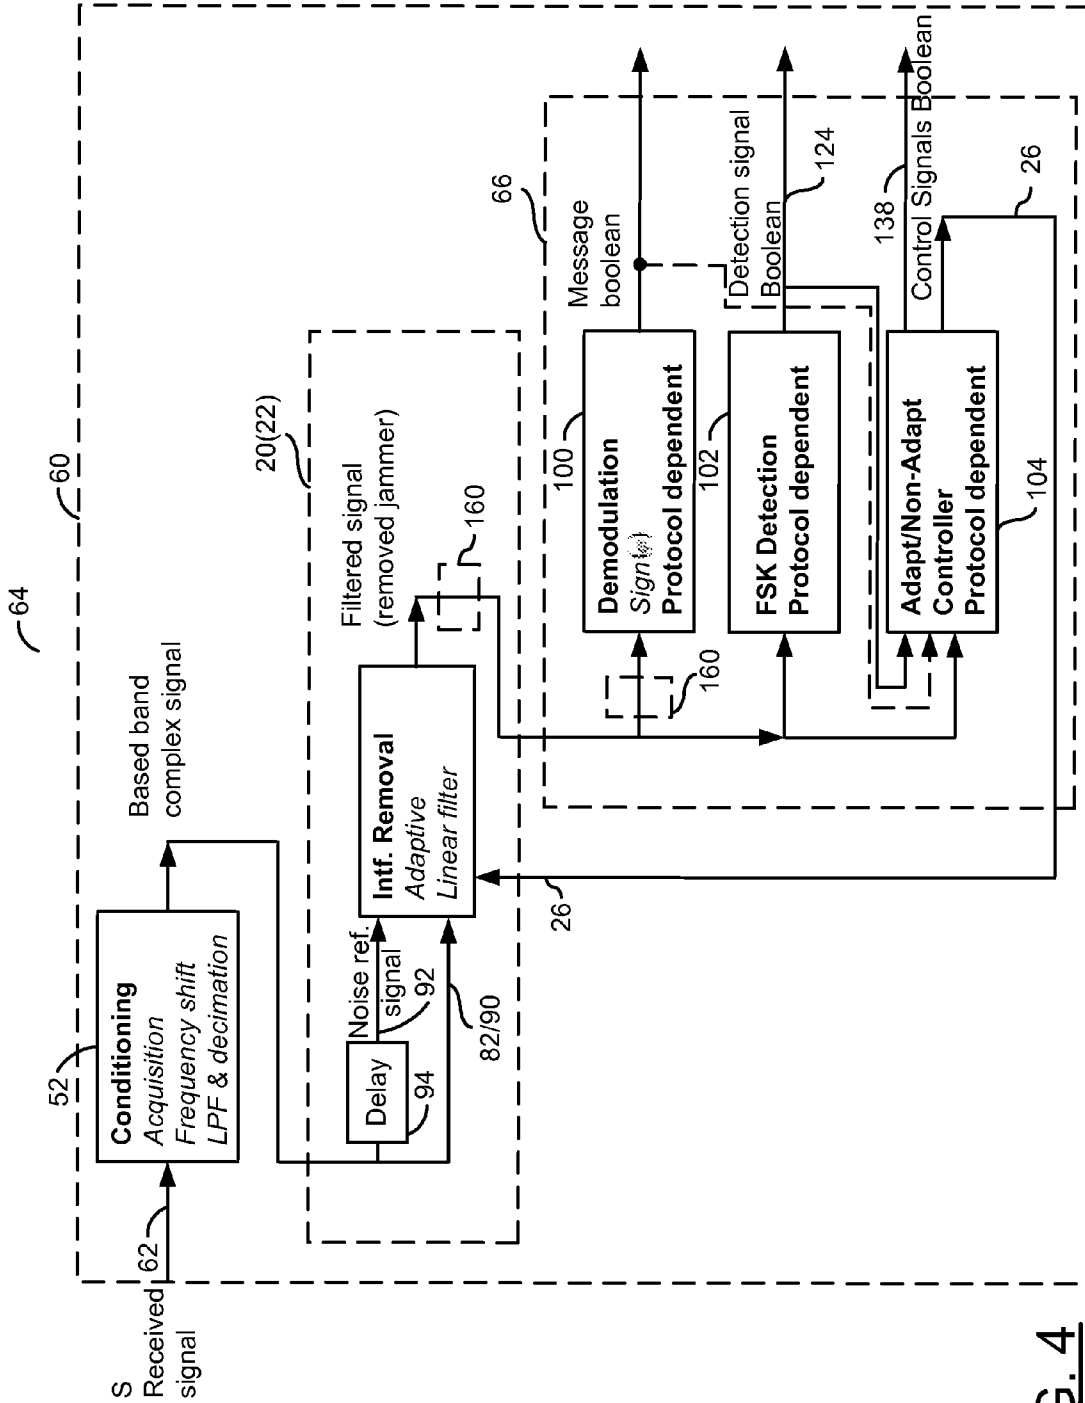 64
60
S
Received
signal
62
52
Conditioning
Acquisition
Frequency shift
LPF & decimation
Based band
complex signal
20(22)
Delay
94
Noise ref.
signal
92
82/90
Intf. Removal
Adaptive
Linear filter
Filtered signal
(removed jammer)
160
26
66
160
100
Demodulation
Protocol dependent
Message
boolean
102
FSK Detection
Protocol dependent
Detection signal
Boolean
124
Adapt/Non-Adapt
Controller
Protocol dependent
104
138
Control Signals Boolean
26
G. 4